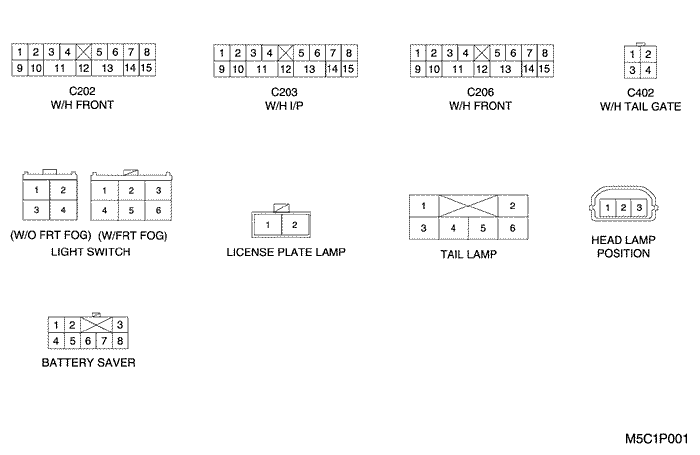 1 2 3 4 5 6 7 8
9 10 11 12 13 14 15
C202
W/H FRONT
1 2 3 4 5 6 7 8
9 10 11 12 13 14 15
C203
W/H I/P
1 2 3 4 5 6 7 8
9 10 11 12 13 14 15
C206
W/H FRONT
1 2
3 4
C402
W/H TAIL GATE
1 2
3 4
(W/O FRT FOG)
1 2 3
4 5 6
(W/FRT FOG)
LIGHT SWITCH
1 2
LICENSE PLATE LAMP
1 2
3 4 5 6
TAIL LAMP
1 2 3
HEAD LAMP
POSITION
1 2 3
4 5 6 7 8
BATTERY SAVER
M5C1P001